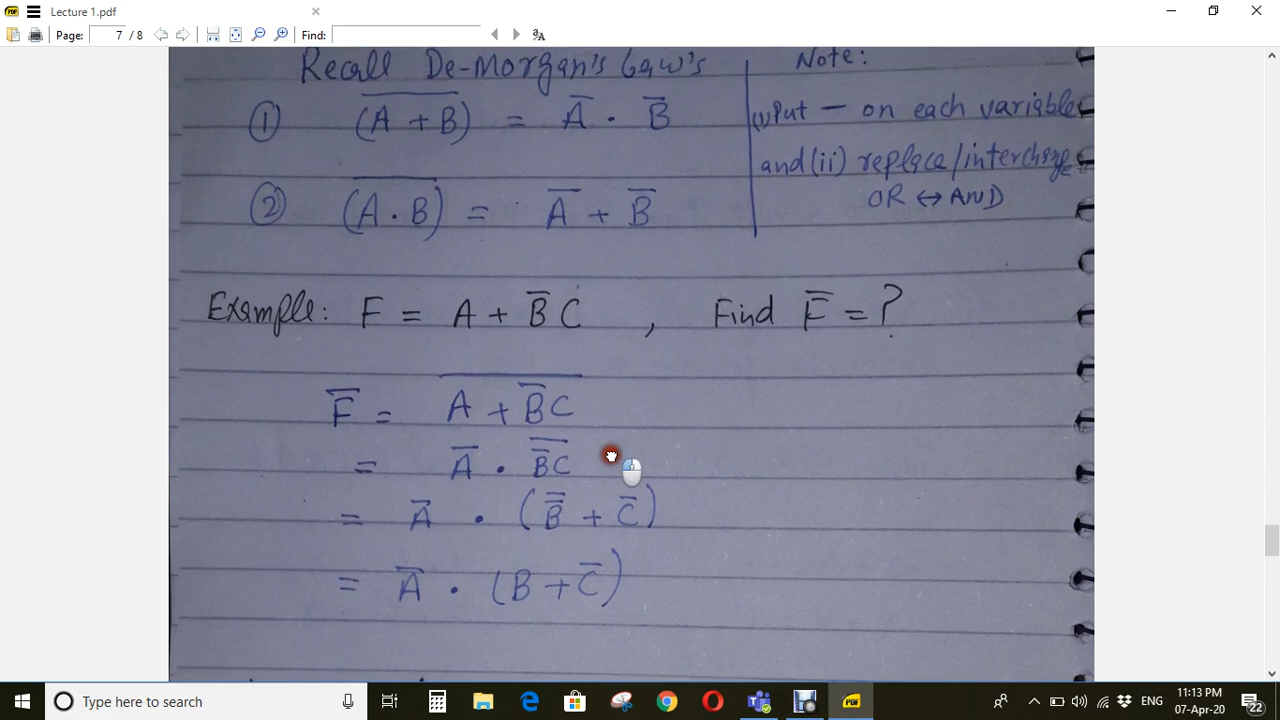 Lecture 1.pdf
Page: 7 / 8 Find:
Recall De-Morgan's Law's
① (A̅ ̅+̅ ̅B̅) = A̅ . B̅
② (A̅ ̅.̅ ̅B̅) = A̅ + B̅
Note:
(i) Put — on each variable
and (ii) replace/interchange
OR ↔ AND
Example: F = A + B̅ C , Find F̅ = ?
F̅ = \overline{A + B̅C}
= A̅ . \overline{B̅C}
= A̅ . (B̿ + C̅)
= A̅ . (B + C̅)
Type here to search
ENG
11:13 PM
07-Apr-20
22